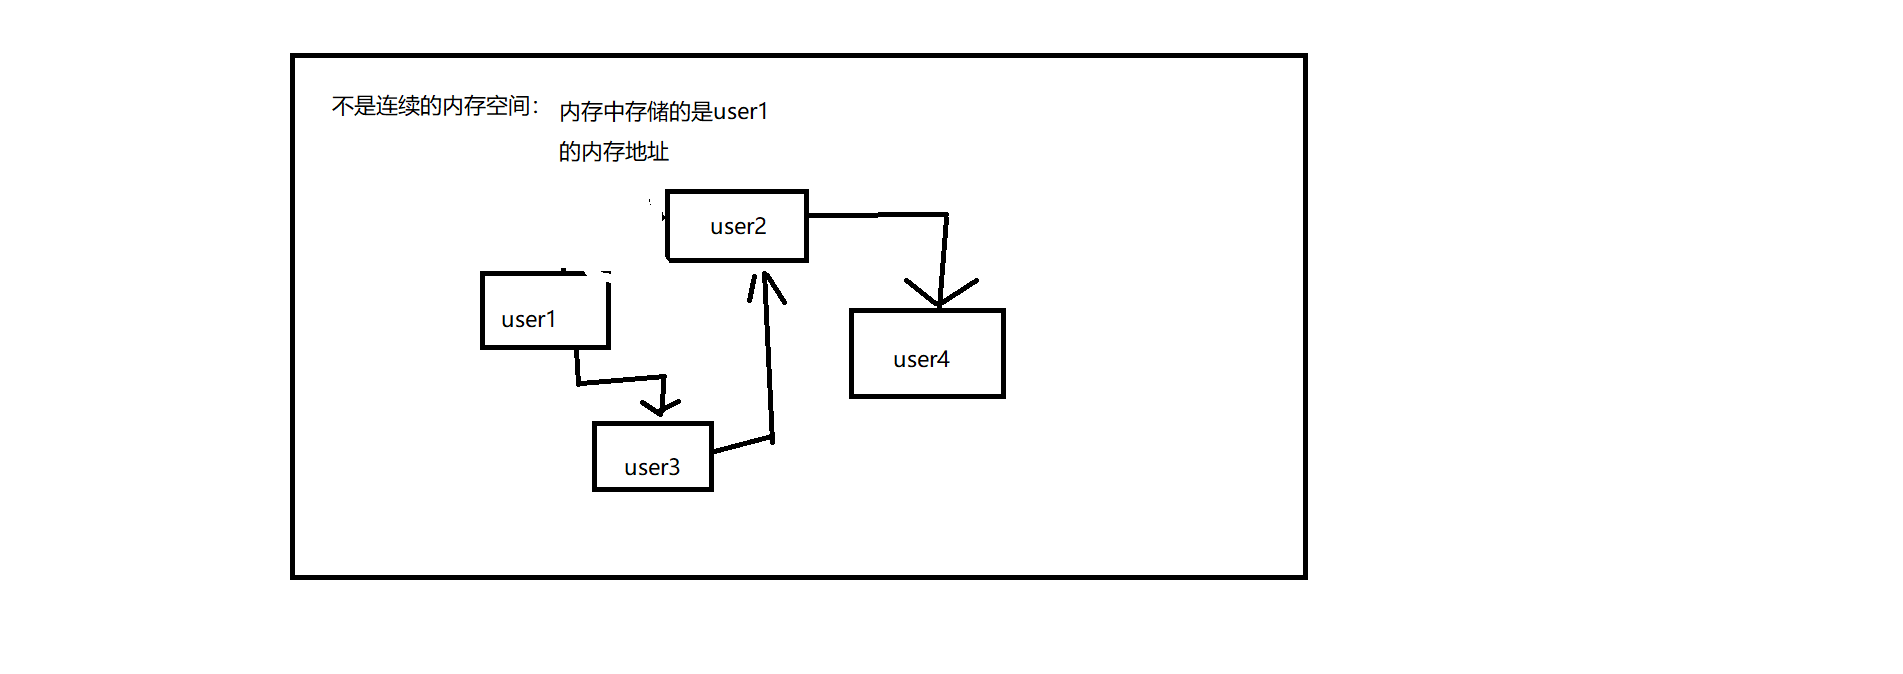 不是连续的内存空间：
内存中存储的是user1
的内存地址
user2
user1
user4
user3